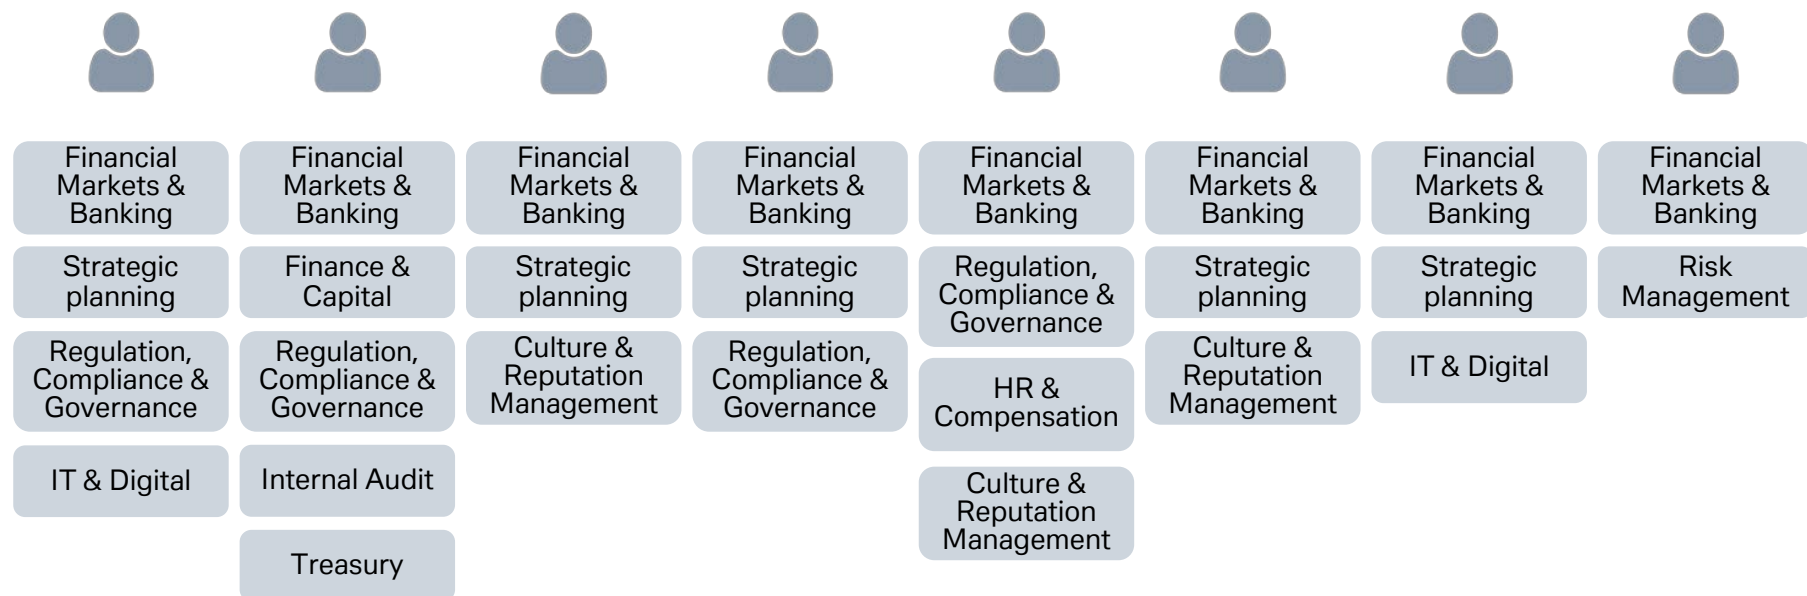 Financial
Markets &
Banking
Strategic
planning
Regulation,
Compliance &
Governance
IT & Digital
Financial
Markets &
Banking
Finance &
Capital
Regulation,
Compliance &
Governance
Internal Audit
Treasury
Financial
Markets &
Banking
Strategic
planning
Culture &
Reputation
Management
Financial
Markets &
Banking
Strategic
planning
Regulation,
Compliance &
Governance
Financial
Markets &
Banking
Regulation,
Compliance &
Governance
HR &
Compensation
Culture &
Reputation
Management
Financial
Markets &
Banking
Strategic
planning
Culture &
Reputation
Management
Financial
Markets &
Banking
Strategic
planning
IT & Digital
Financial
Markets &
Banking
Risk
Management